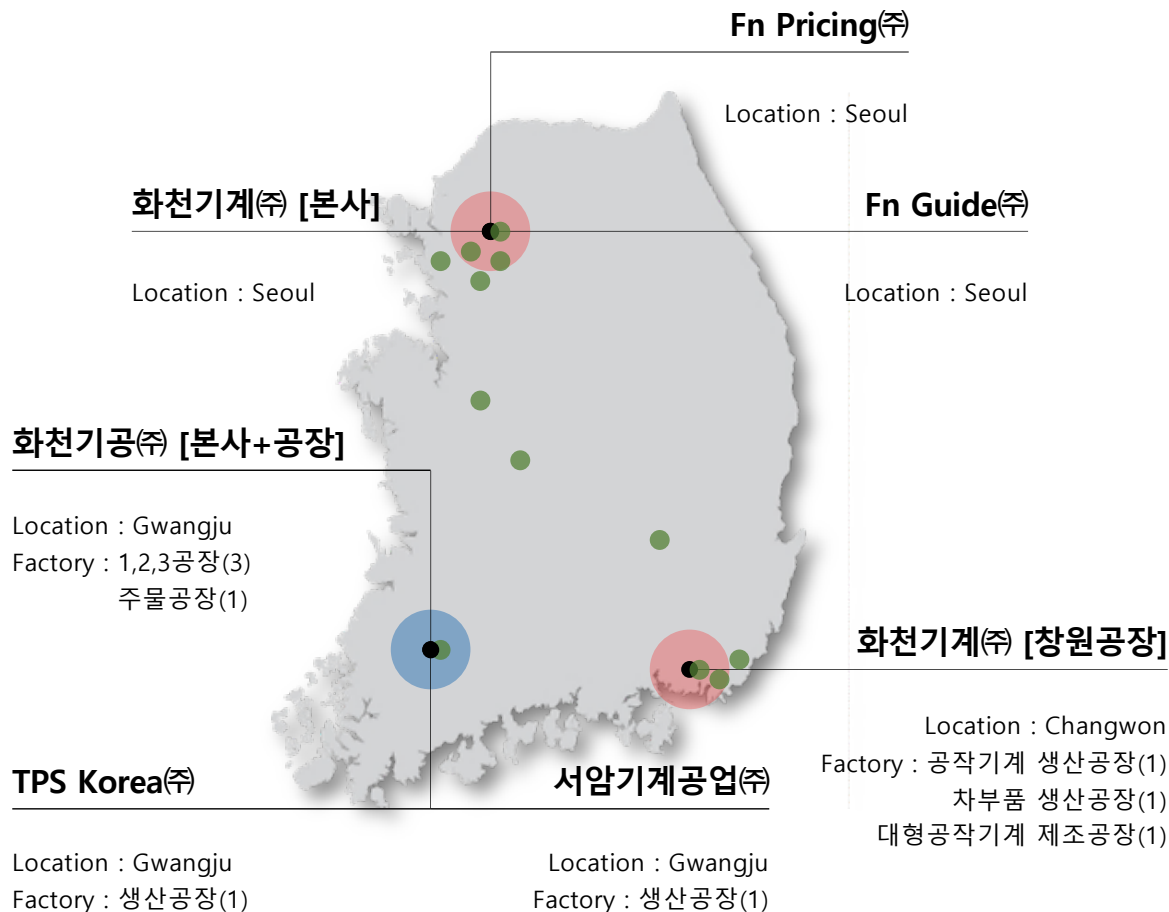 Fn Pricing㈜
Location : Seoul
화천기계㈜ [본사]
Location : Seoul
Fn Guide㈜
Location : Seoul
화천기공㈜ [본사+공장]
Location : Gwangju
Factory : 1,2,3공장(3)
주물공장(1)
화천기계㈜ [창원공장]
Location : Changwon
Factory : 공작기계 생산공장(1)
차부품 생산공장(1)
대형공작기계 제조공장(1)
TPS Korea㈜
Location : Gwangju
Factory : 생산공장(1)
서암기계공업㈜
Location : Gwangju
Factory : 생산공장(1)